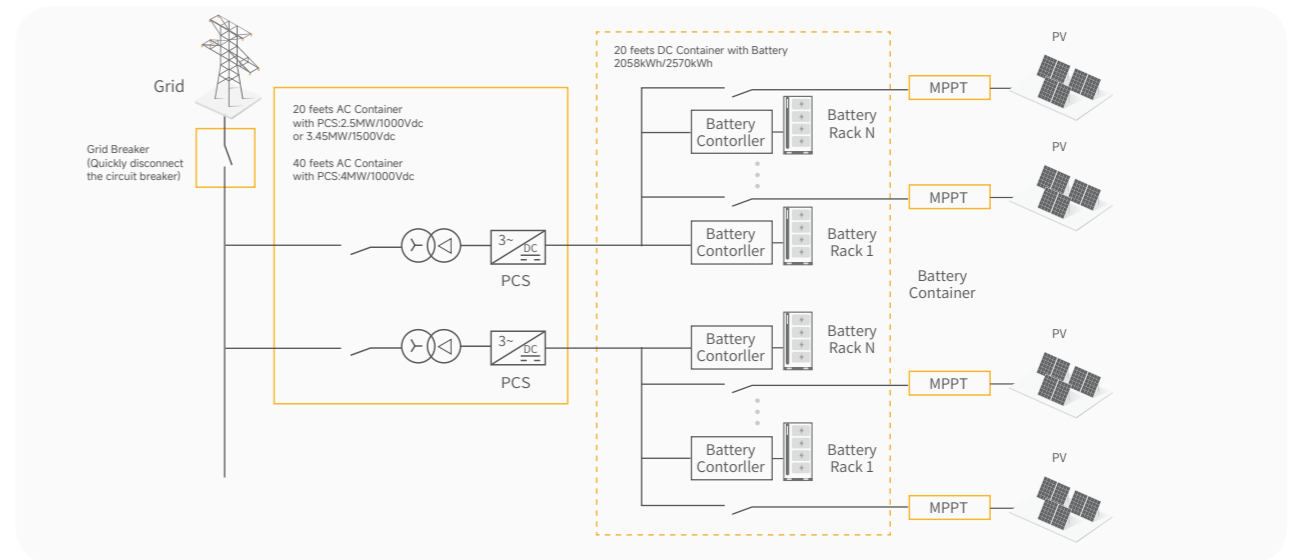 Grid
Grid Breaker
(Quickly disconnect
the circuit breaker)
20 feets AC Container
with PCS:2.5MW/1000Vdc
or 3.45MW/1500Vdc
40 feets AC Container
with PCS:4MW/1000Vdc
3~
DC
PCS
3~
DC
PCS
20 feets DC Container with Battery
2058kWh/2570kWh
Battery
Contorller
Battery
Rack N
Battery
Contorller
Battery
Rack 1
Battery
Contorller
Battery
Rack N
Battery
Contorller
Battery
Rack 1
Battery
Container
MPPT
PV
MPPT
PV
MPPT
PV
MPPT
PV